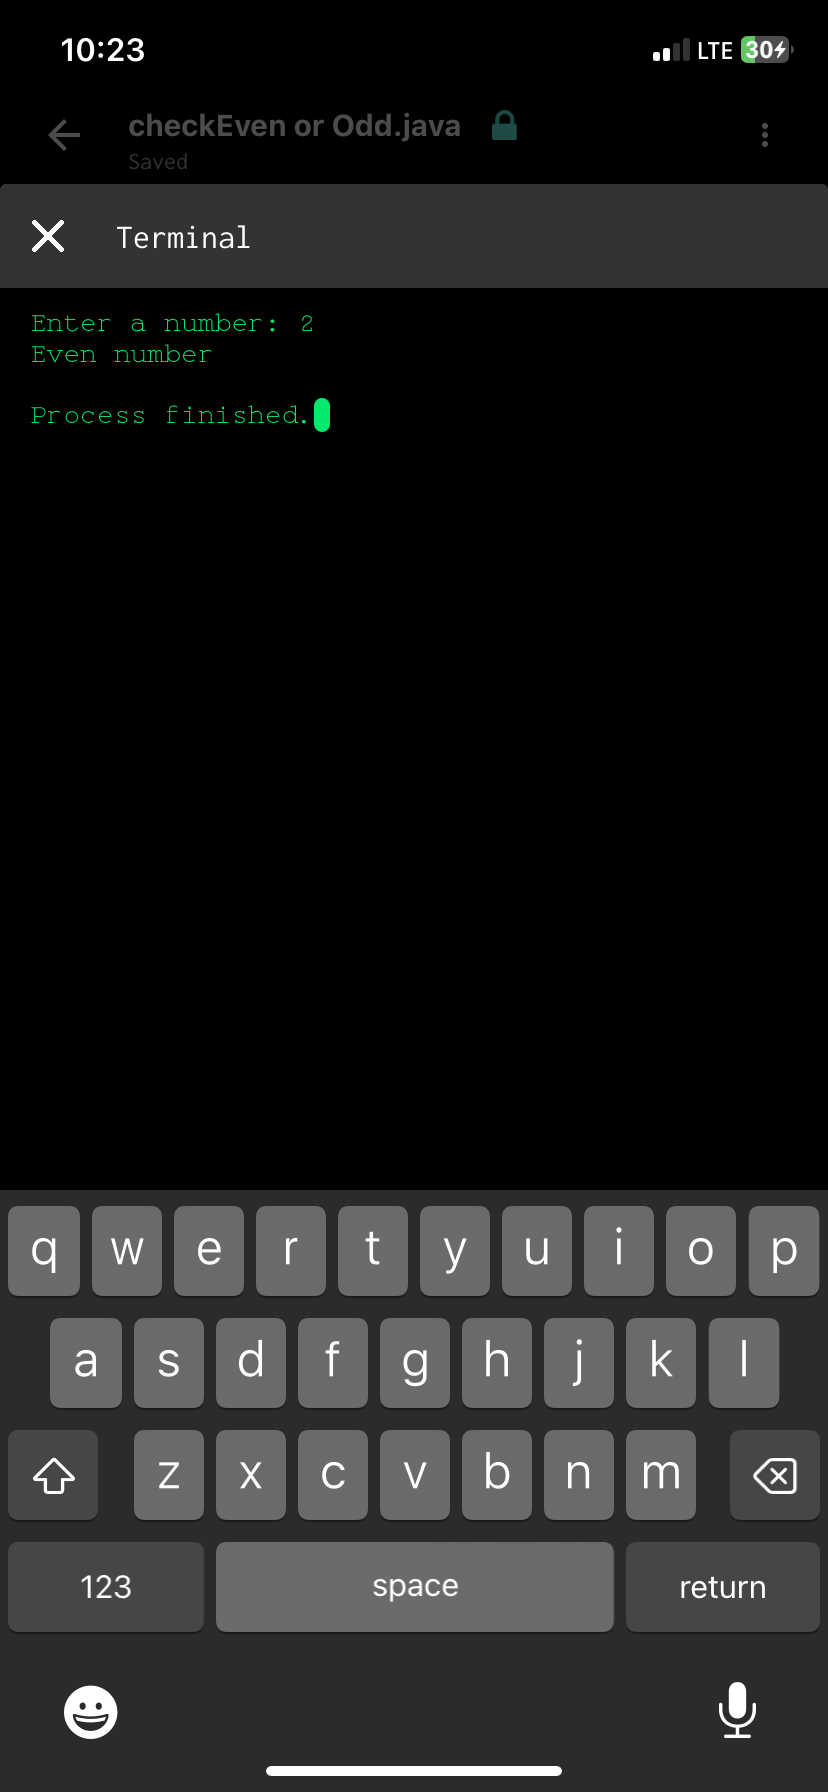 10:23
LTE 30
checkEven or Odd.java
Saved
Terminal
Enter a number: 2
Even number
Process finished.
q w e r t y u i o p
a s d f g h j k l
z x c v b n m
123 space return